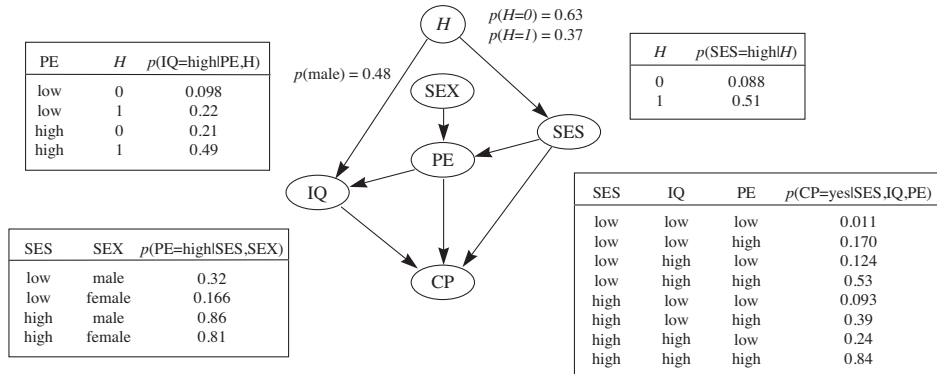 H
p(H=0) = 0.63
p(H=1) = 0.37
p(male) = 0.48
SEX
SES
PE
IQ
CP
PE H p(IQ=high|PE,H)
low 0 0.098
low 1 0.22
high 0 0.21
high 1 0.49
H p(SES=high|H)
0 0.088
1 0.51
SES SEX p(PE=high|SES,SEX)
low male 0.32
low female 0.166
high male 0.86
high female 0.81
SES IQ PE p(CP=yes|SES,IQ,PE)
low low low 0.011
low low high 0.170
low high low 0.124
low high high 0.53
high low low 0.093
high low high 0.39
high high low 0.24
high high high 0.84